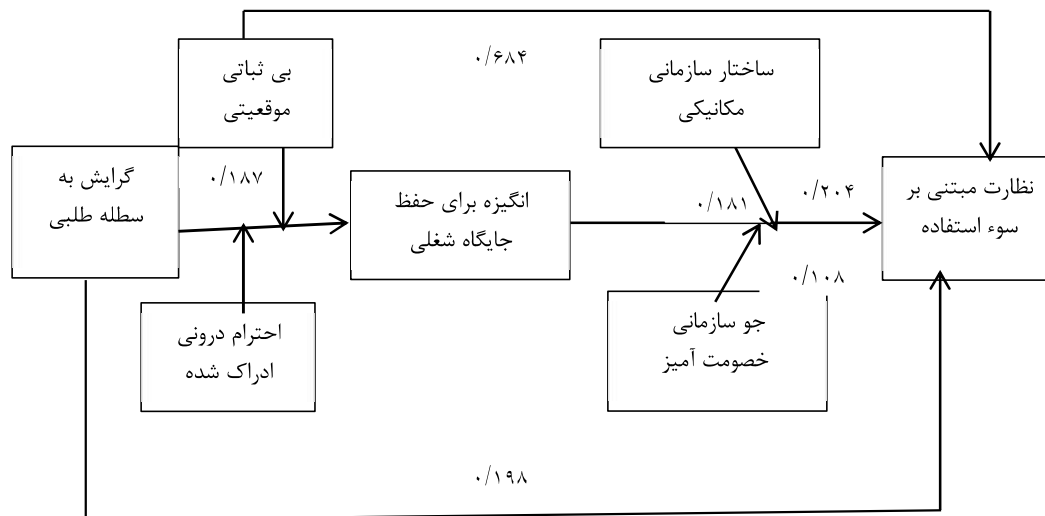 ۰/۶۸۴
بی ثباتی
موقعیتی
ساختار سازمانی
مکانیکی
گرایش به
سطله طلبی
۰/۱۸۷
انگیزه برای حفظ
جایگاه شغلی
۰/۱۸۱
۰/۲۰۴
نظارت مبتنی بر
سوء استفاده
۰/۱۰۸
احترام درونی
ادراک شده
جو سازمانی
خصومت آمیز
۰/۱۹۸